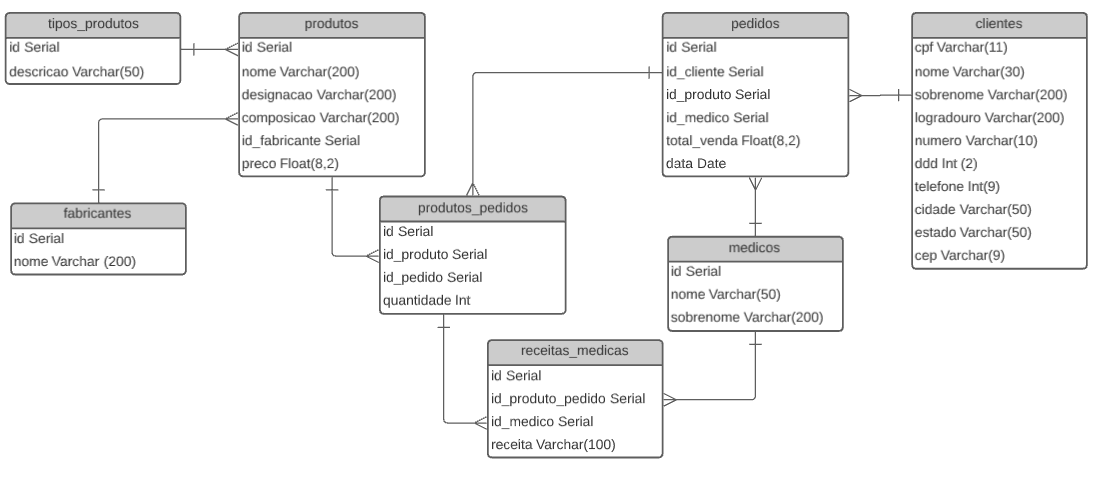 tipos_produtos
id Serial
descricao Varchar(50)
produtos
id Serial
nome Varchar(200)
designacao Varchar(200)
composicao Varchar(200)
id_fabricante Serial
preco Float(8,2)
pedidos
id Serial
id_cliente Serial
id_produto Serial
id_medico Serial
total_venda Float(8,2)
data Date
clientes
cpf Varchar(11)
nome Varchar(30)
sobrenome Varchar(200)
logradouro Varchar(200)
numero Varchar(10)
ddd Int (2)
telefone Int(9)
cidade Varchar(50)
estado Varchar(50)
cep Varchar(9)
fabricantes
id Serial
nome Varchar (200)
produtos_pedidos
id Serial
id_produto Serial
id_pedido Serial
quantidade Int
medicos
id Serial
nome Varchar(50)
sobrenome Varchar(200)
receitas_medicas
id Serial
id_produto_pedido Serial
id_medico Serial
receita Varchar(100)